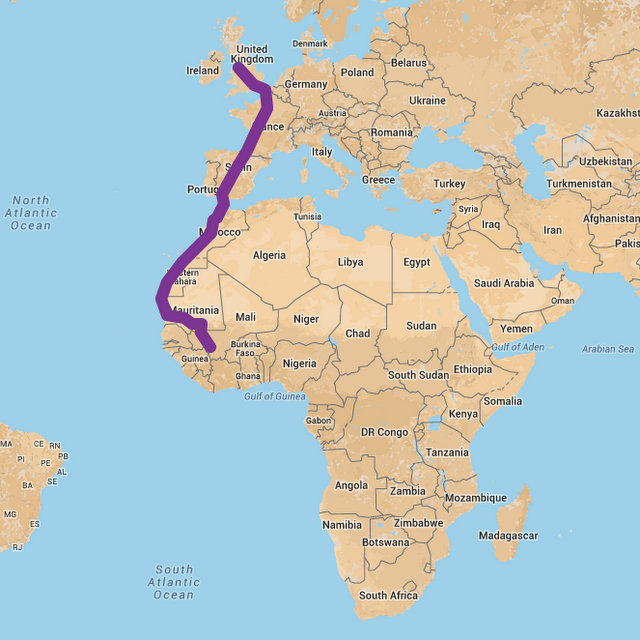 Denmark
United
Kingdom
Ireland
Belarus
Poland
Germany
Ukraine
Kazakhst
Austria
France
Romania
Italy
Uzbekistan
Spain
Greece
Turkey
Turkmenistan
Portug
North
Atlantic
Ocean
Tunisia
Syria
Afghanistan
Iraq
Iran
Morocco
Pakis
Algeria
Libya
Egypt
Western
Sahara
Saudi Arabia
Oman
Mauritania
Mali
Niger
Chad
Sudan
Yemen
Gulf of Aden
Arabian Sea
Burkina
Faso
Guinea
Nigeria
Ethiopia
South Sudan
Ghana
Gulf of Guinea
Somalia
Kenya
Gabon
DR Congo
MA
CE
RN
PB
PI
PE
AL
SE
BA
Tanzania
Angola
Zambia
Mozambique
MG
ES
Namibia
Zimbabwe
Madagascar
Botswana
RJ
South
Atlantic
Ocean
South Africa